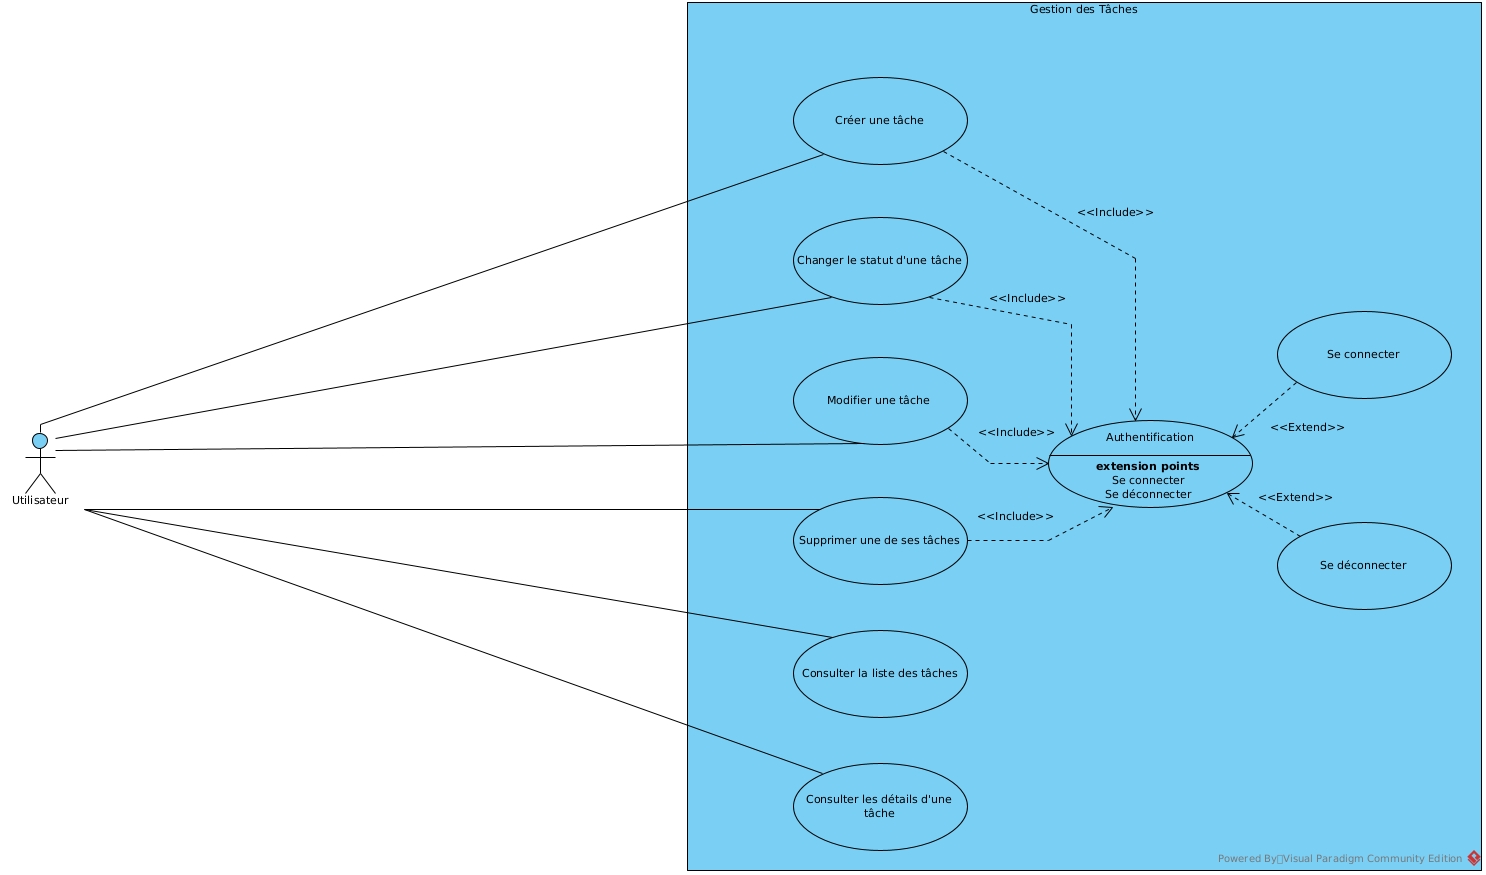 Gestion des Tâches
Créer une tâche
<<Include>>
Changer le statut d'une tâche
<<Include>>
Se connecter
Modifier une tâche
<<Include>>
<<Extend>>
Authentification
extension points
Se connecter
Se déconnecter
Utilisateur
<<Extend>>
<<Include>>
Supprimer une de ses tâches
Se déconnecter
Consulter la liste des tâches
Consulter les détails d'une
tâche
Powered By Visual Paradigm Community Edition